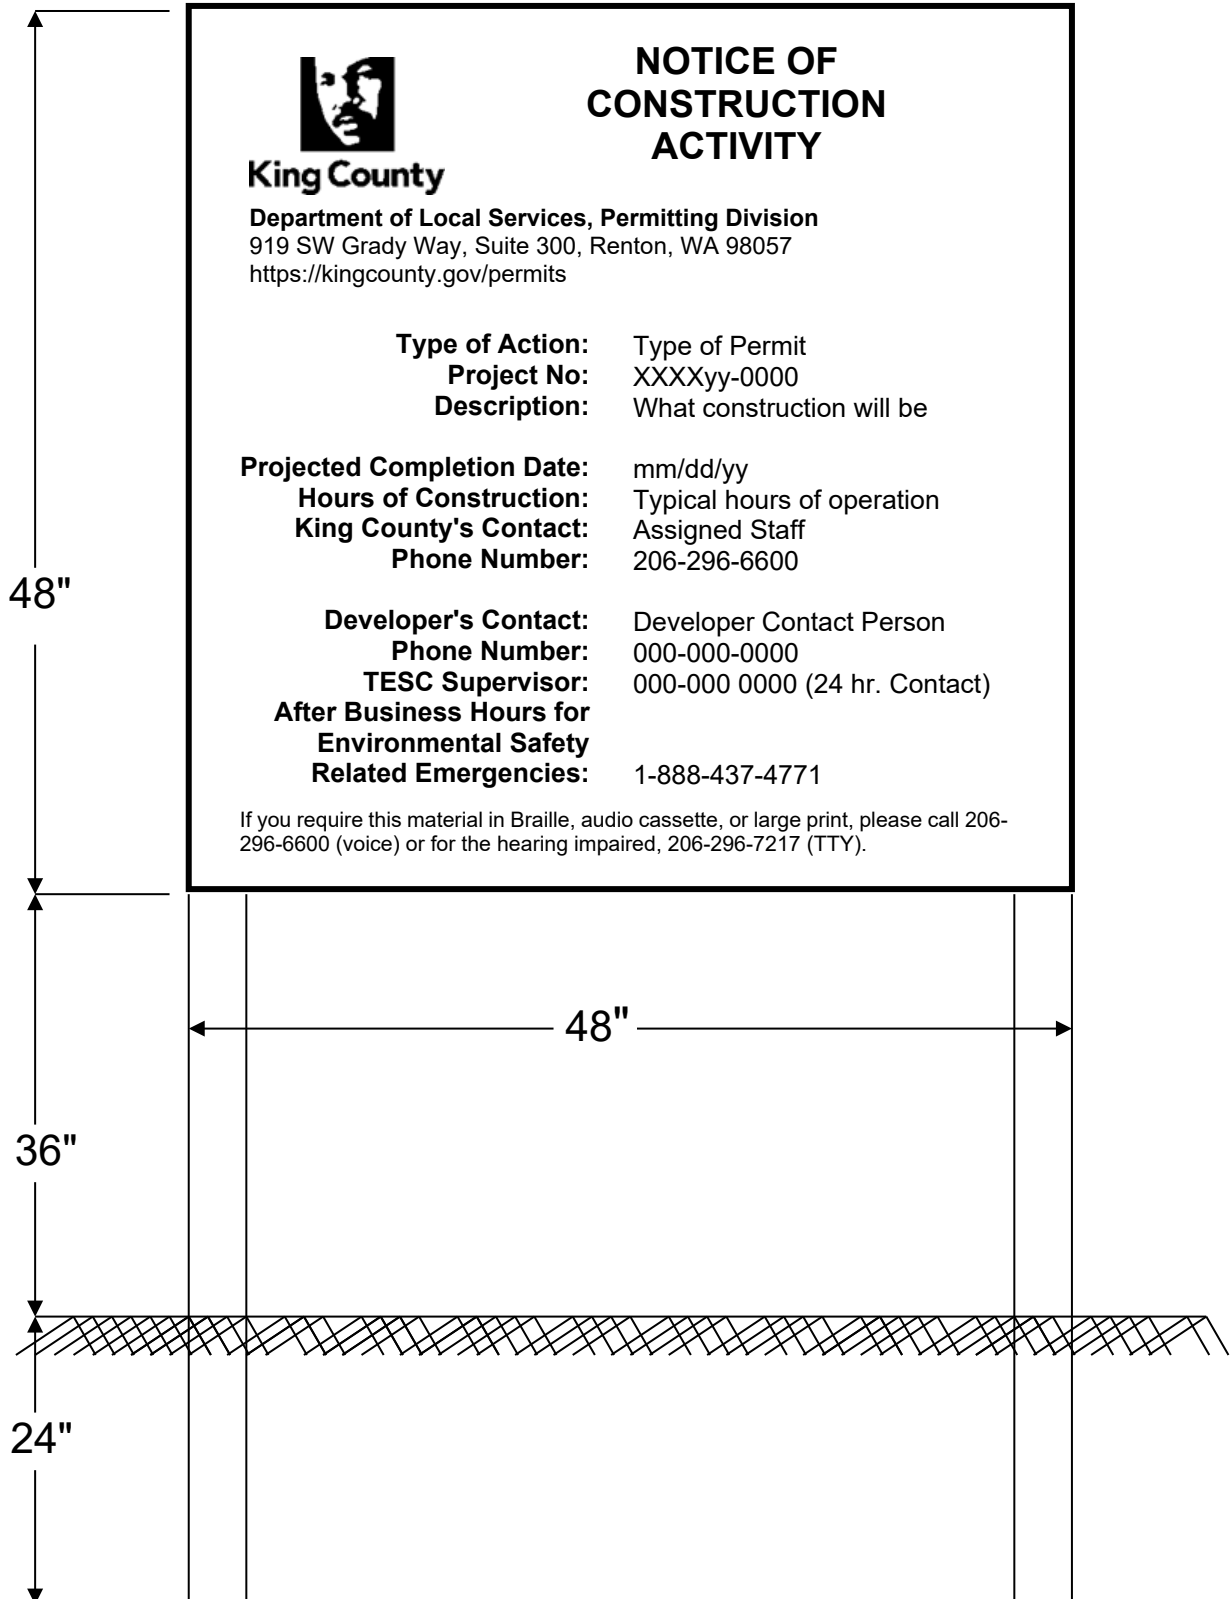 NOTICE OF
CONSTRUCTION
ACTIVITY
King County
Department of Local Services, Permitting Division
919 SW Grady Way, Suite 300, Renton, WA 98057
https://kingcounty.gov/permits
Type of Action: Type of Permit
Project No: XXXXyy-0000
Description: What construction will be
Projected Completion Date: mm/dd/yy
Hours of Construction: Typical hours of operation
King County's Contact: Assigned Staff
Phone Number: 206-296-6600
Developer's Contact: Developer Contact Person
Phone Number: 000-000-0000
TESC Supervisor: 000-000 0000 (24 hr. Contact)
After Business Hours for
Environmental Safety
Related Emergencies: 1-888-437-4771
If you require this material in Braille, audio cassette, or large print, please call 206-
296-6600 (voice) or for the hearing impaired, 206-296-7217 (TTY).
48"
48"
36"
24"